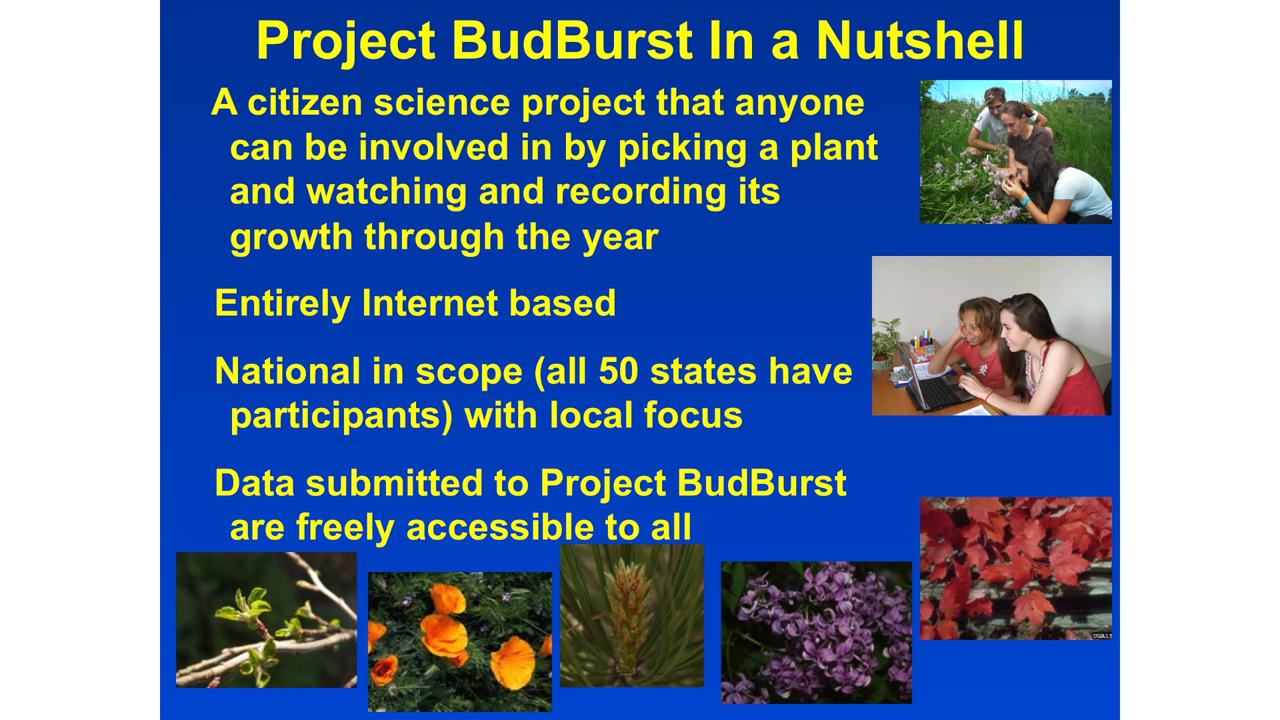 Project BudBurst In a Nutshell
A citizen science project that anyone
can be involved in by picking a plant
and watching and recording its
growth through the year
Entirely Internet based
National in scope (all 50 states have
participants) with local focus
Data submitted to Project BudBurst
are freely accessible to all